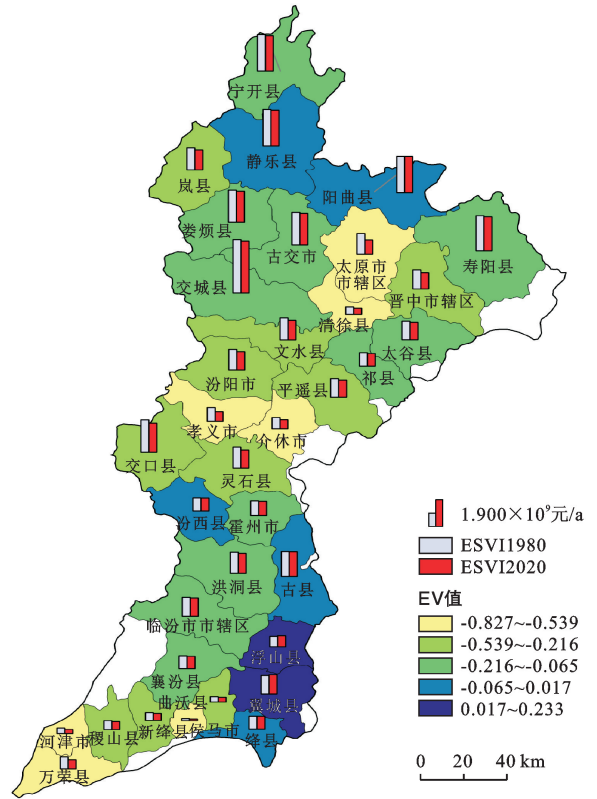 宁开县
静乐县
岚县
阳曲县
娄烦县
古交市
太原市
市辖区
寿阳县
交城县
晋中市辖区
清徐县
文水县
太谷县
祁县
汾阳市
平遥县
孝义市
介休市
交口县
灵石县
汾西县
霍州市
洪洞县
古县
临汾市市辖区
浮山县
襄汾县
曲沃县
翼城县
新绛县
侯马市
绛县
稷山县
河津市
万荣县
1.900×10⁹元/a
ESVI1980
ESVI2020
EV值
-0.827~-0.539
-0.539~-0.216
-0.216~-0.065
-0.065~0.017
0.017~0.233
0 20 40 km